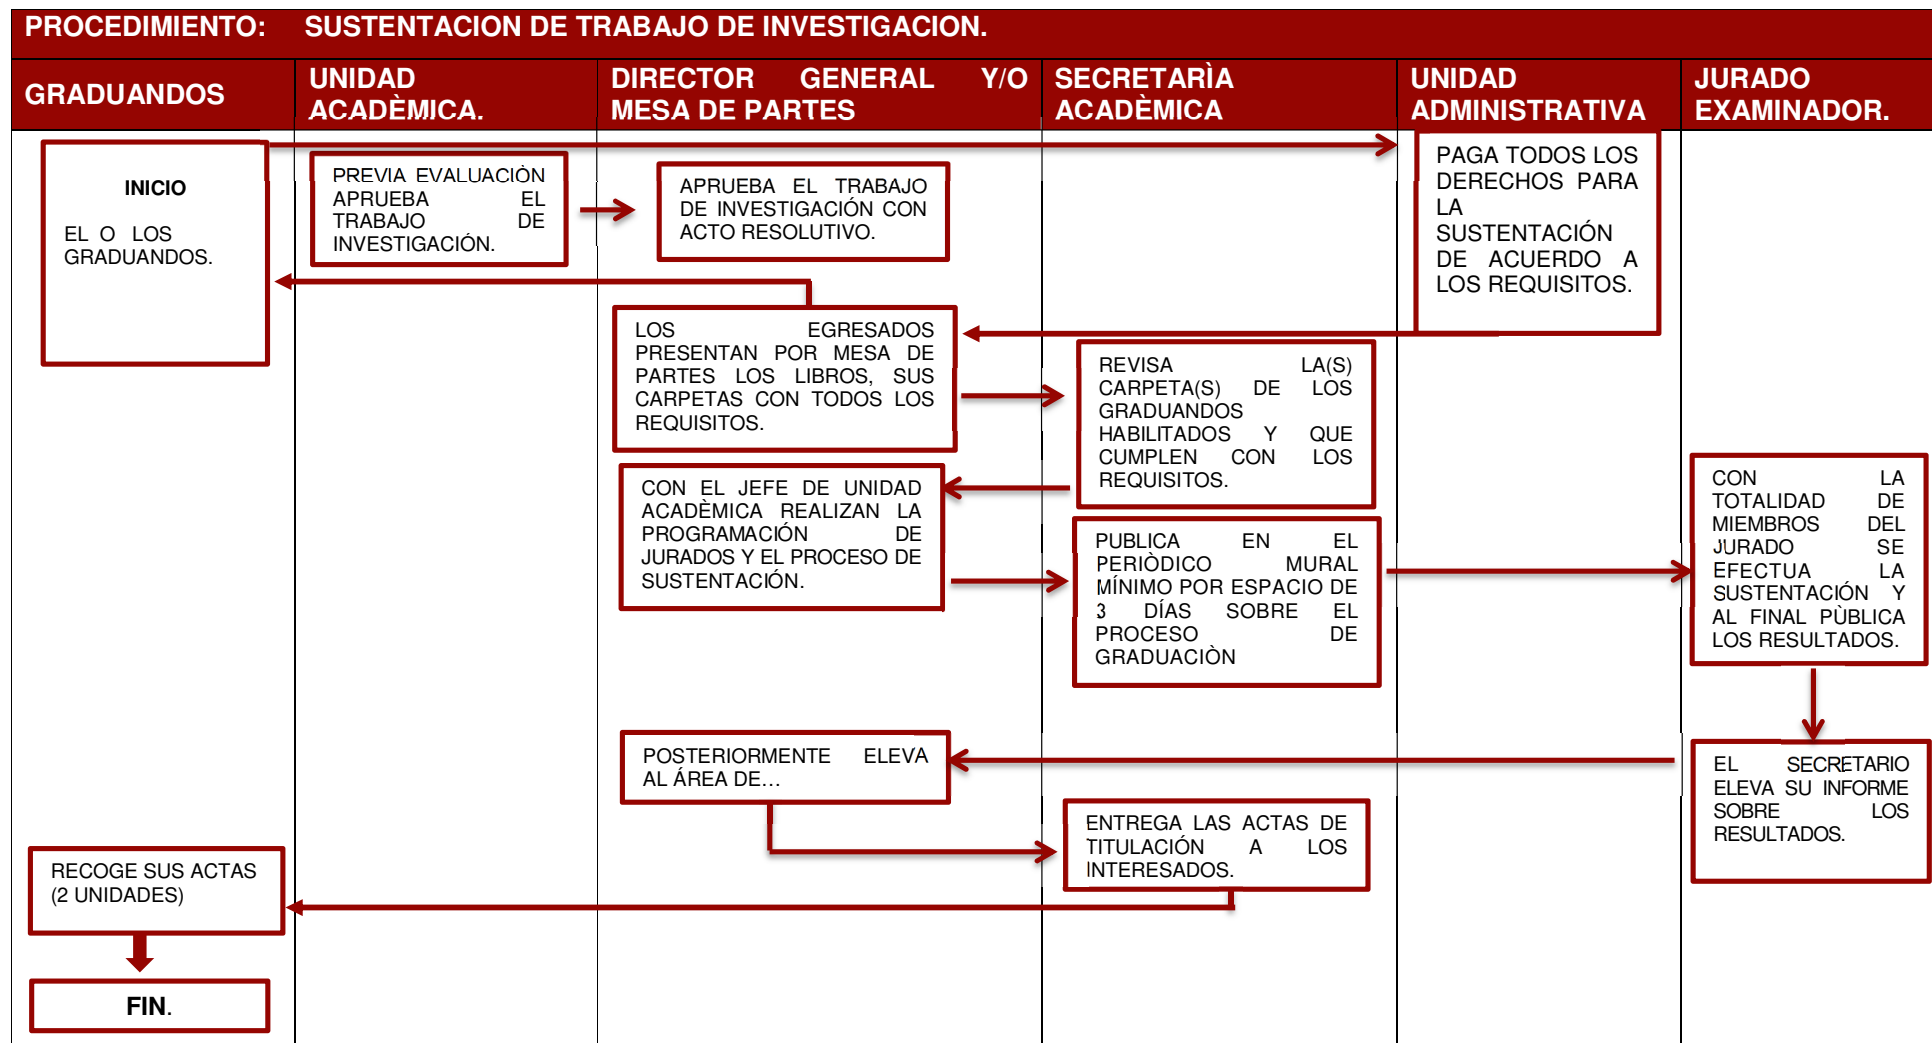 PROCEDIMIENTO: SUSTENTACION DE TRABAJO DE INVESTIGACION.
GRADUANDOS
UNIDAD
ACADÈMICA.
DIRECTOR GENERAL Y/O
MESA DE PARTES
SECRETARÌA
ACADÈMICA
UNIDAD
ADMINISTRATIVA
JURADO
EXAMINADOR.
INICIO
EL O LOS
GRADUANDOS.
PREVIA EVALUACIÒN
APRUEBA EL
TRABAJO DE
INVESTIGACIÓN.
APRUEBA EL TRABAJO
DE INVESTIGACIÓN CON
ACTO RESOLUTIVO.
PAGA TODOS LOS
DERECHOS PARA
LA
SUSTENTACIÓN
DE ACUERDO A
LOS REQUISITOS.
LOS EGRESADOS
PRESENTAN POR MESA DE
PARTES LOS LIBROS, SUS
CARPETAS CON TODOS LOS
REQUISITOS.
REVISA LA(S)
CARPETA(S) DE LOS
GRADUANDOS
HABILITADOS Y QUE
CUMPLEN CON LOS
REQUISITOS.
CON EL JEFE DE UNIDAD
ACADÈMICA REALIZAN LA
PROGRAMACIÓN DE
JURADOS Y EL PROCESO DE
SUSTENTACIÓN.
PUBLICA EN EL
PERIÒDICO MURAL
MÍNIMO POR ESPACIO DE
3 DÍAS SOBRE EL
PROCESO DE
GRADUACIÒN
CON LA
TOTALIDAD DE
MIEMBROS DEL
JURADO SE
EFECTUA LA
SUSTENTACIÓN Y
AL FINAL PÙBLICA
LOS RESULTADOS.
POSTERIORMENTE ELEVA
AL ÁREA DE…
EL SECRETARIO
ELEVA SU INFORME
SOBRE LOS
RESULTADOS.
ENTREGA LAS ACTAS DE
TITULACIÓN A LOS
INTERESADOS.
RECOGE SUS ACTAS
(2 UNIDADES)
FIN.